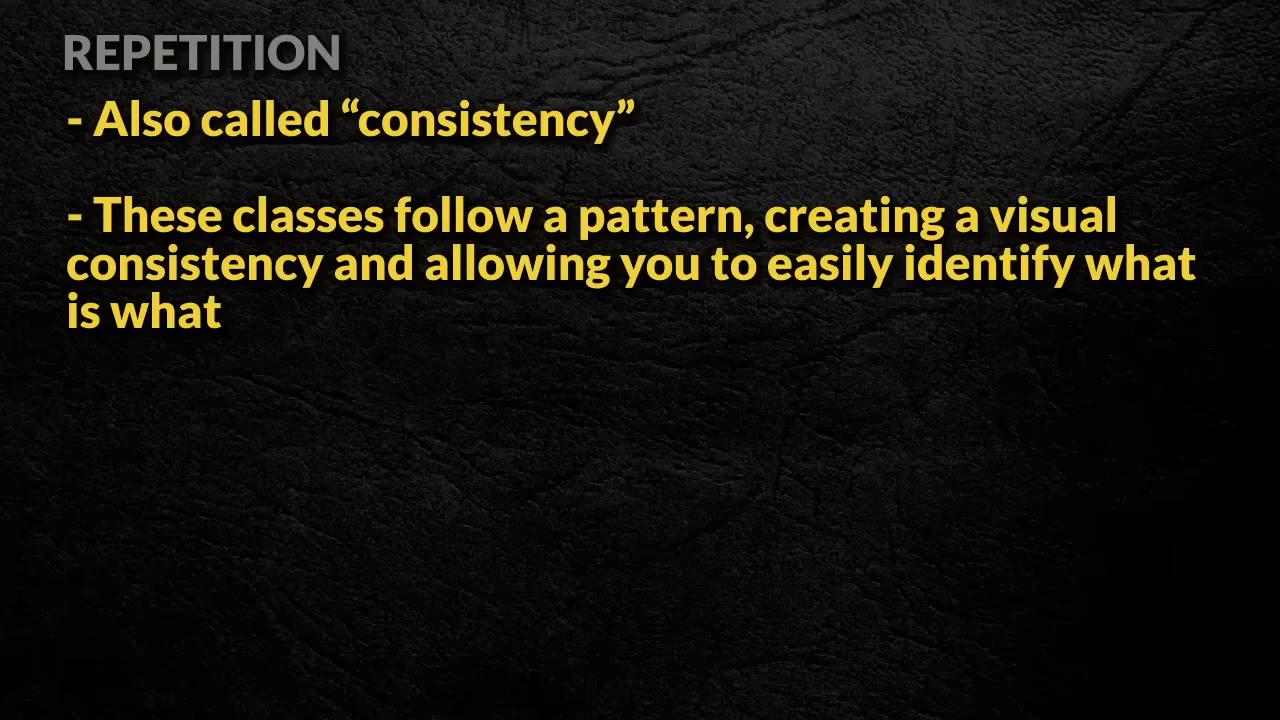 REPETITION
- Also called “consistency”
- These classes follow a pattern, creating a visual
consistency and allowing you to easily identify what
is what